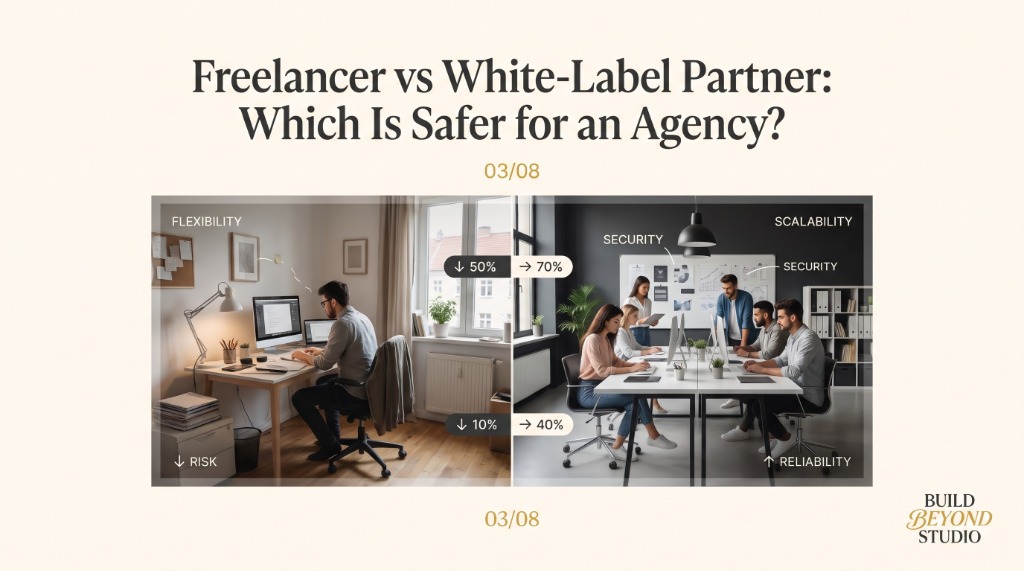 Freelancer vs White-Label Partner:
Which Is Safer for an Agency?
03/08
FLEXIBILITY
SCALABILITY
SECURITY
SECURITY
↓ 50%
→ 70%
↓ 10%
→ 40%
↓ RISK
↑ RELIABILITY
03/08
BUILD
BEYOND
STUDIO